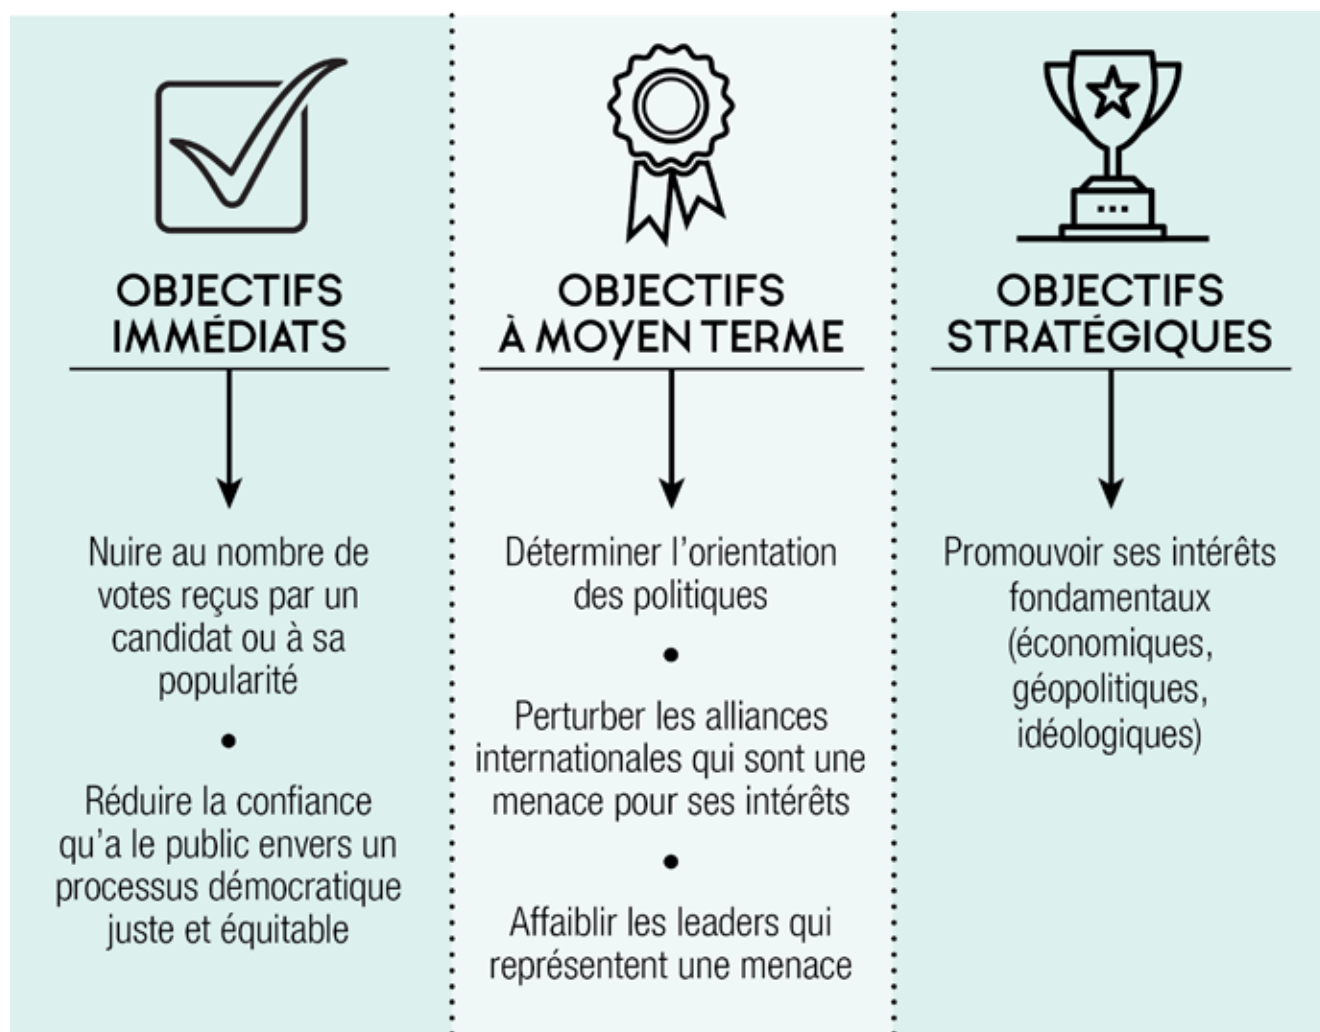 OBJECTIFS
IMMÉDIATS
Nuire au nombre de
votes reçus par un
candidat ou à sa
popularité
•
Réduire la confiance
qu'a le public envers un
processus démocratique
juste et équitable
OBJECTIFS
À MOYEN TERME
Déterminer l'orientation
des politiques
•
Perturber les alliances
internationales qui sont une
menace pour ses intérêts
•
Affaiblir les leaders qui
représentent une menace
OBJECTIFS
STRATÉGIQUES
Promouvoir ses intérêts
fondamentaux
(économiques,
géopolitiques,
idéologiques)